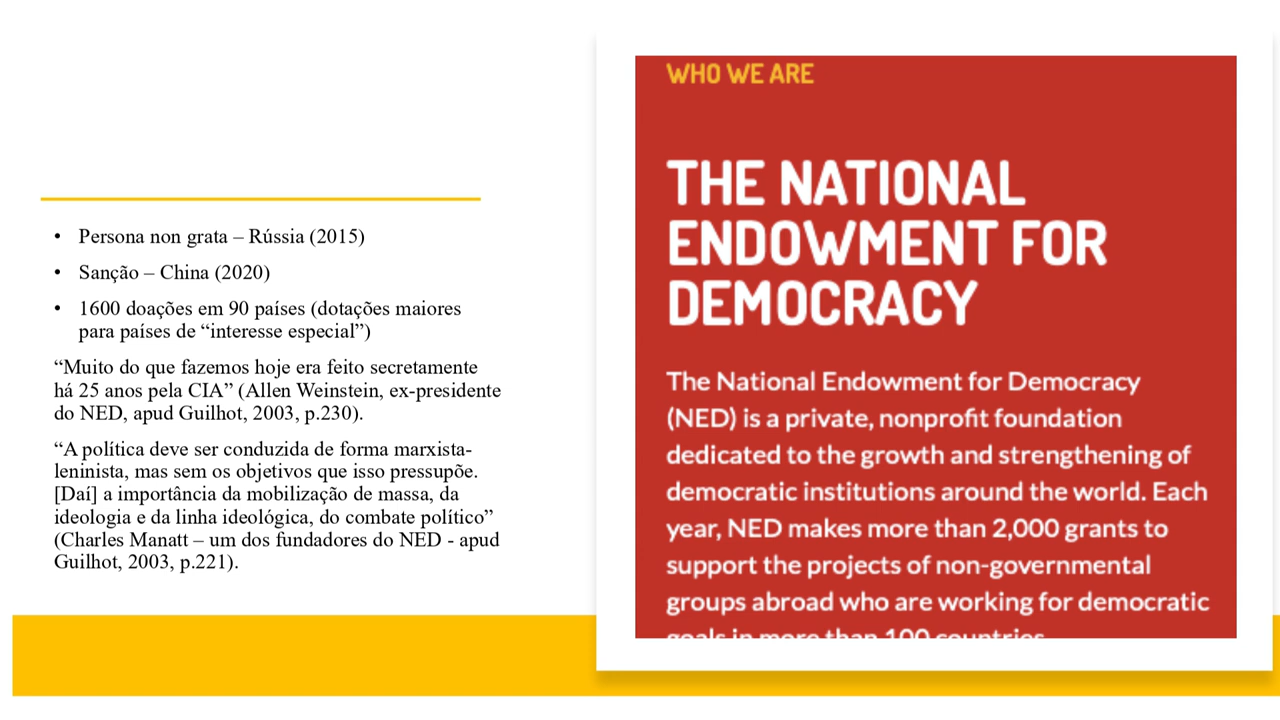 • Persona non grata – Rússia (2015)
• Sanção – China (2020)
• 1600 doações em 90 países (dotações maiores
para países de “interesse especial”)
“Muito do que fazemos hoje era feito secretamente
há 25 anos pela CIA” (Allen Weinstein, ex-presidente
do NED, apud Guilhot, 2003, p.230).
“A política deve ser conduzida de forma marxista-
leninista, mas sem os objetivos que isso pressupõe.
[Daí] a importância da mobilização de massa, da
ideologia e da linha ideológica, do combate político”
(Charles Manatt – um dos fundadores do NED - apud
Guilhot, 2003, p.221).
WHO WE ARE
THE NATIONAL
ENDOWMENT FOR
DEMOCRACY
The National Endowment for Democracy
(NED) is a private, nonprofit foundation
dedicated to the growth and strengthening of
democratic institutions around the world. Each
year, NED makes more than 2,000 grants to
support the projects of non-governmental
groups abroad who are working for democratic
goals in more than 100 countries.